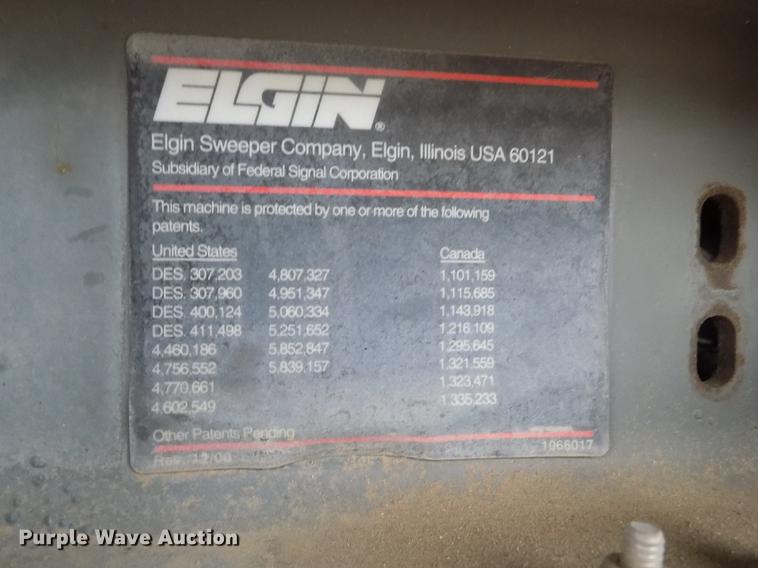 ELGIN®
Elgin Sweeper Company, Elgin, Illinois USA 60121
Subsidiary of Federal Signal Corporation
This machine is protected by one or more of the following
patents.
United States Canada
DES. 307,203 4,807,327 1,101,159
DES. 307,960 4,951,347 1,115,685
DES. 400,124 5,060,334 1,143,918
DES. 411,498 5,251,652 1,216,109
4,460,186 5,852,847 1,295,645
4,756,552 5,839,157 1,321,559
4,770,661 1,323,471
4,602,549 1,335,233
Other Patents Pending
Rev. 12/00 1066017
Purple Wave Auction